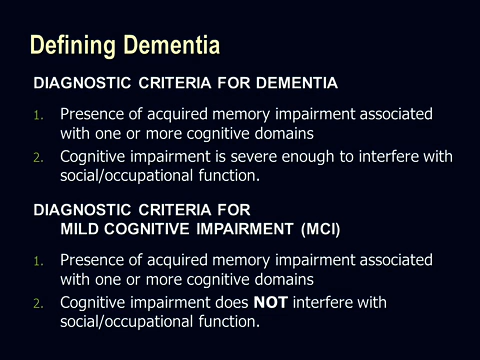 Defining Dementia
DIAGNOSTIC CRITERIA FOR DEMENTIA
1. Presence of acquired memory impairment associated
with one or more cognitive domains
2. Cognitive impairment is severe enough to interfere with
social/occupational function.
DIAGNOSTIC CRITERIA FOR
MILD COGNITIVE IMPAIRMENT (MCI)
1. Presence of acquired memory impairment associated
with one or more cognitive domains
2. Cognitive impairment does NOT interfere with
social/occupational function.